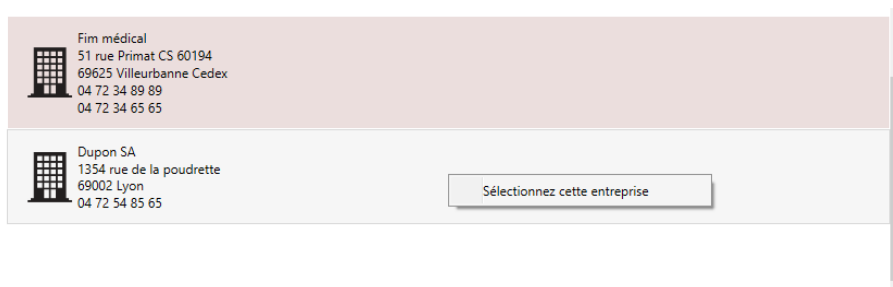 Fim médical
51 rue Primat CS 60194
69625 Villeurbanne Cedex
04 72 34 89 89
04 72 34 65 65
Dupon SA
1354 rue de la poudrette
69002 Lyon
04 72 54 85 65
Sélectionnez cette entreprise